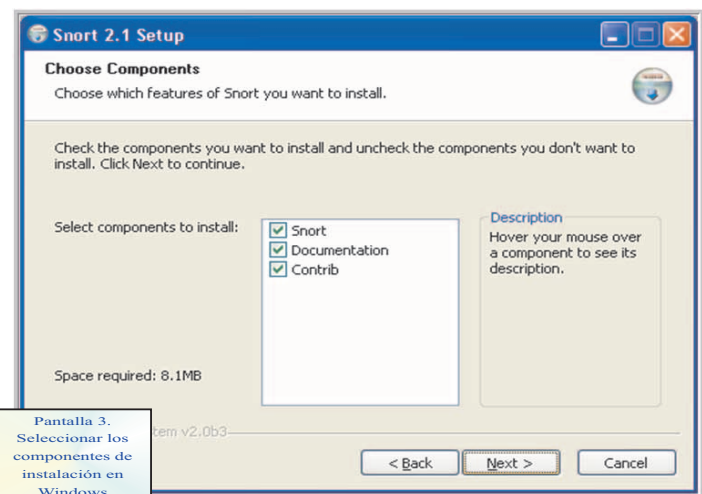 Snort 2.1 Setup
Choose Components
Choose which features of Snort you want to install.
Check the components you want to install and uncheck the components you don't want to
install. Click Next to continue.
Select components to install:
Snort
Documentation
Contrib
Description
Hover your mouse over
a component to see its
description.
Space required: 8.1MB
tem v2.0b3
< Back
Next >
Cancel
Pantalla 3.
Seleccionar los
componentes de
instalación en
Windows